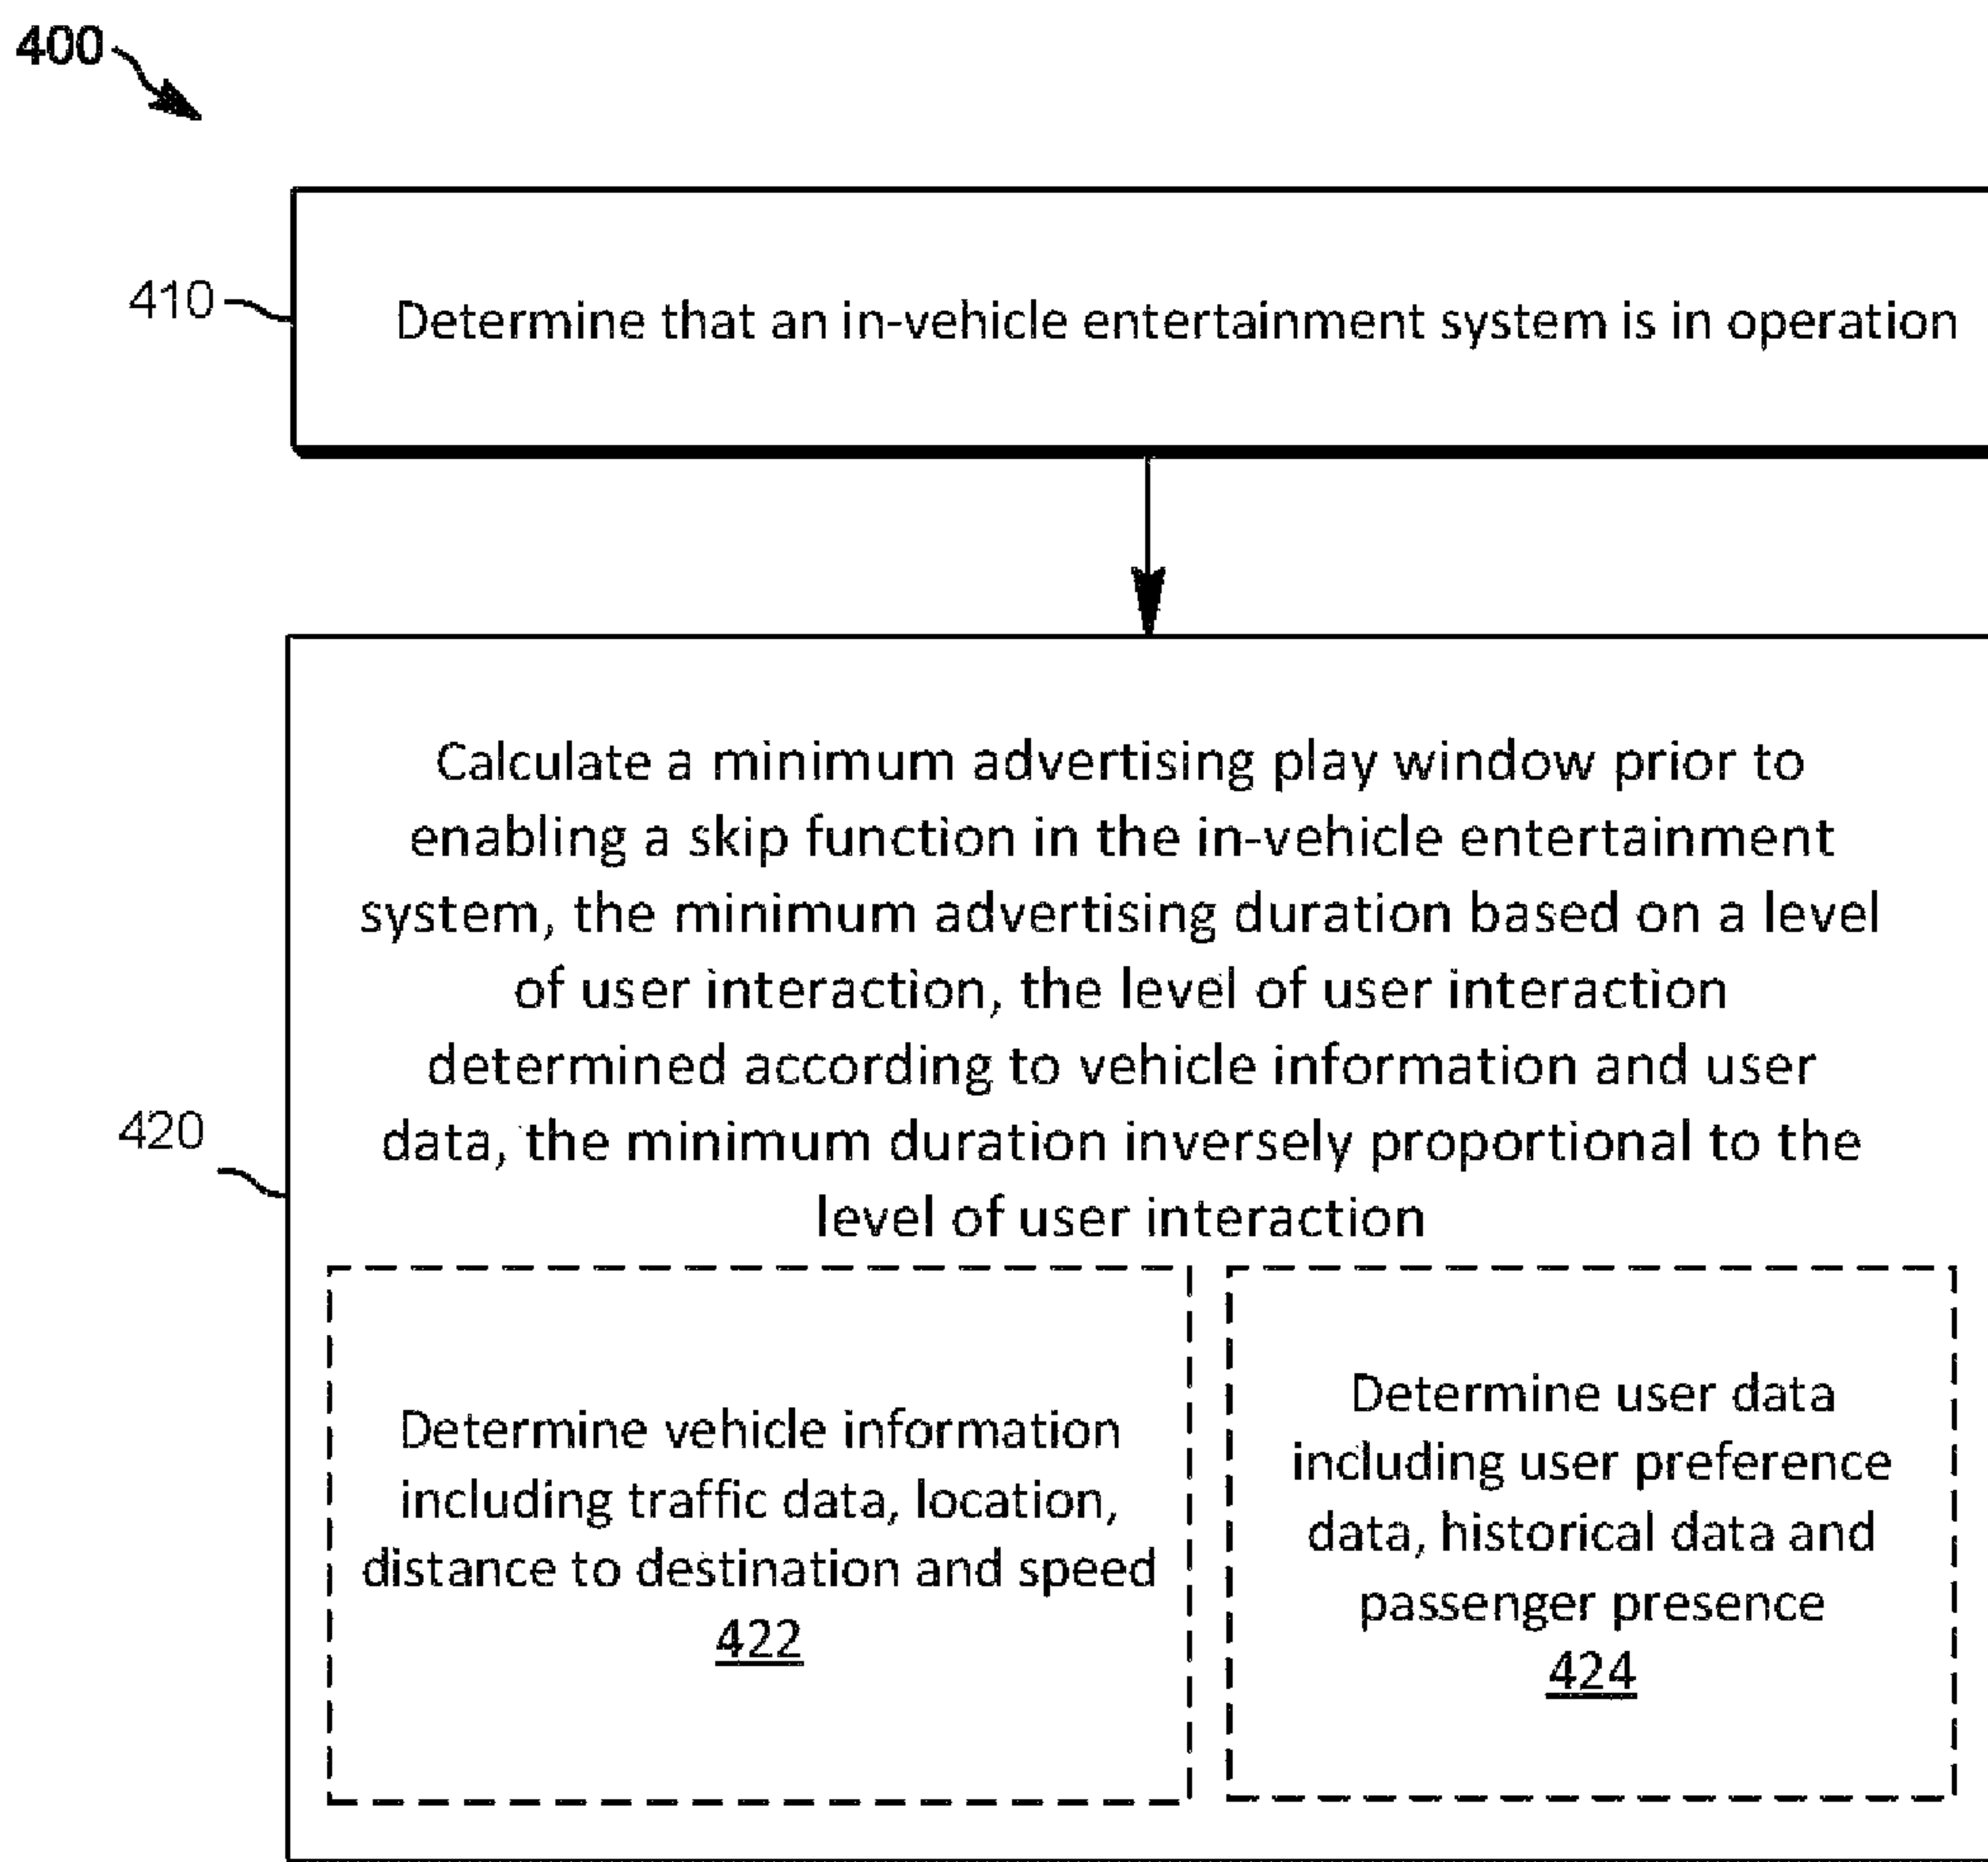 400
410
Determine that an in-vehicle entertainment system is in operation
Calculate a minimum advertising play window prior to
enabling a skip function in the in-vehicle entertainment
system, the minimum advertising duration based on a level
of user interaction, the level of user interaction
determined according to vehicle information and user
data, the minimum duration inversely proportional to the
level of user interaction
420
Determine vehicle information
including traffic data, location,
distance to destination and speed
422
Determine user data
including user preference
data, historical data and
passenger presence
424